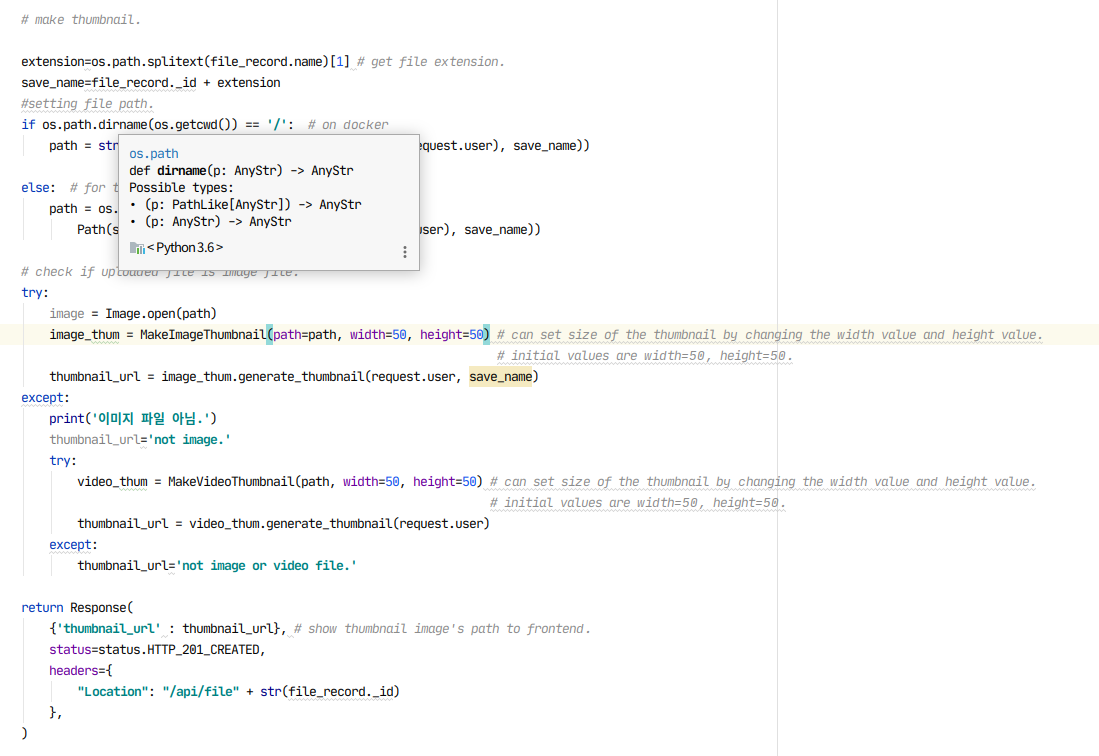 # make thumbnail.
extension=os.path.splitext(file_record.name)[1] # get file extension.
save_name=file_record._id + extension
#setting file path.
if os.path.dirname(os.getcwd()) == '/':  # on docker
path = str
equest.user), save_name))
else:  # for t
path = os.
Path(s
user), save_name))
os.path
def dirname(p: AnyStr) -> AnyStr
Possible types:
• (p: PathLike[AnyStr]) -> AnyStr
• (p: AnyStr) -> AnyStr
< Python 3.6 >
# check if uploaded file is image file.
try:
image = Image.open(path)
image_thum = MakeImageThumbnail(path=path, width=50, height=50) # can set size of the thumbnail by changing the width value and height value.
# initial values are width=50, height=50.
thumbnail_url = image_thum.generate_thumbnail(request.user, save_name)
except:
print('이미지 파일 아님.')
thumbnail_url='not image.'
try:
video_thum = MakeVideoThumbnail(path, width=50, height=50) # can set size of the thumbnail by changing the width value and height value.
# initial values are width=50, height=50.
thumbnail_url = video_thum.generate_thumbnail(request.user)
except:
thumbnail_url='not image or video file.'
return Response(
{'thumbnail_url' : thumbnail_url}, # show thumbnail image's path to frontend.
status=status.HTTP_201_CREATED,
headers={
"Location": "/api/file" + str(file_record._id)
},
)